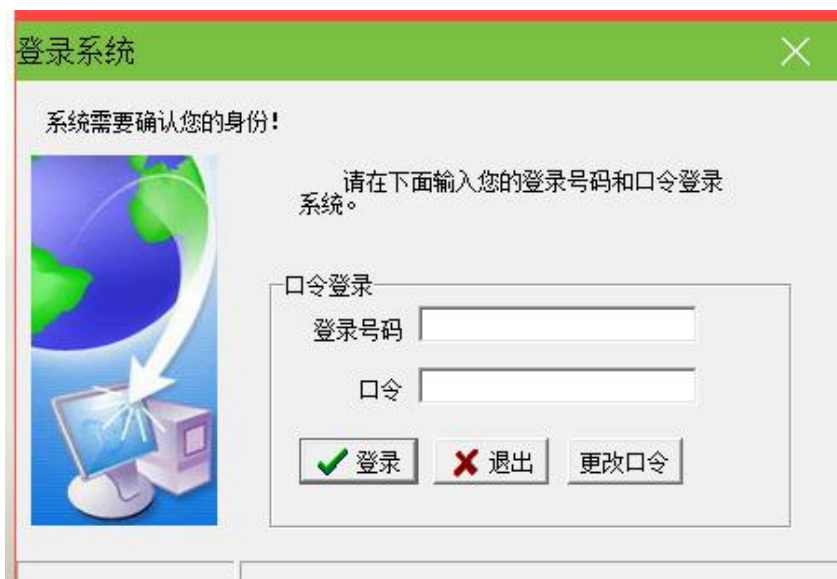 登录系统
系统需要确认您的身份!
请在下面输入您的登录号码和口令登录
系统。
口令登录
登录号码
口令
登录 退出 更改口令